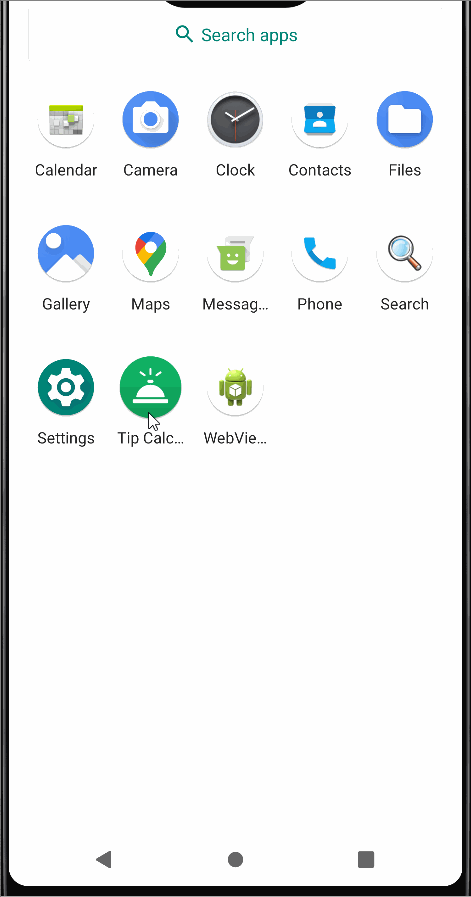 Search apps
Calendar Camera Clock Contacts Files
Gallery Maps Messag... Phone Search
Settings Tip Calc... WebVie...